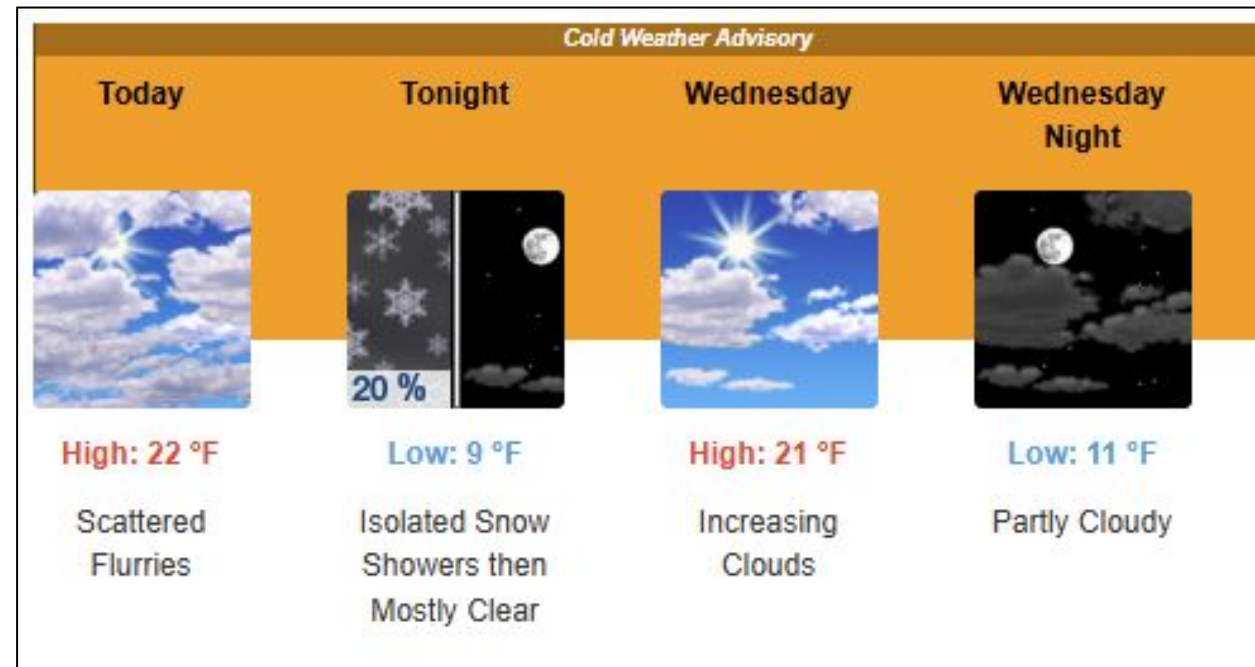 Cold Weather Advisory
Today
Tonight
Wednesday
Wednesday
Night
20 %
High: 22 °F
Low: 9 °F
High: 21 °F
Low: 11 °F
Scattered
Flurries
Isolated Snow
Showers then
Mostly Clear
Increasing
Clouds
Partly Cloudy